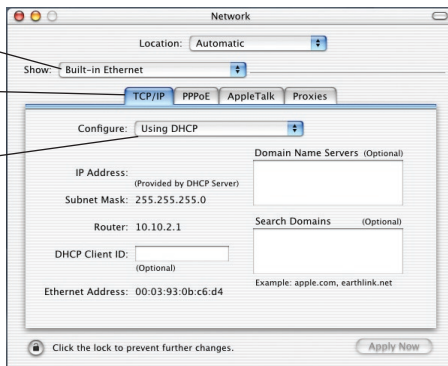 Network
Location: Automatic
Show: Built-in Ethernet
TCP/IP PPPoE AppleTalk Proxies
Configure: Using DHCP
Domain Name Servers (Optional)
IP Address:
(Provided by DHCP Server)
Subnet Mask: 255.255.255.0
Router: 10.10.2.1
Search Domains (Optional)
DHCP Client ID:
(Optional)
Example: apple.com, earthlink.net
Ethernet Address: 00:03:93:0b:c6:d4
Click the lock to prevent further changes.
Apply Now